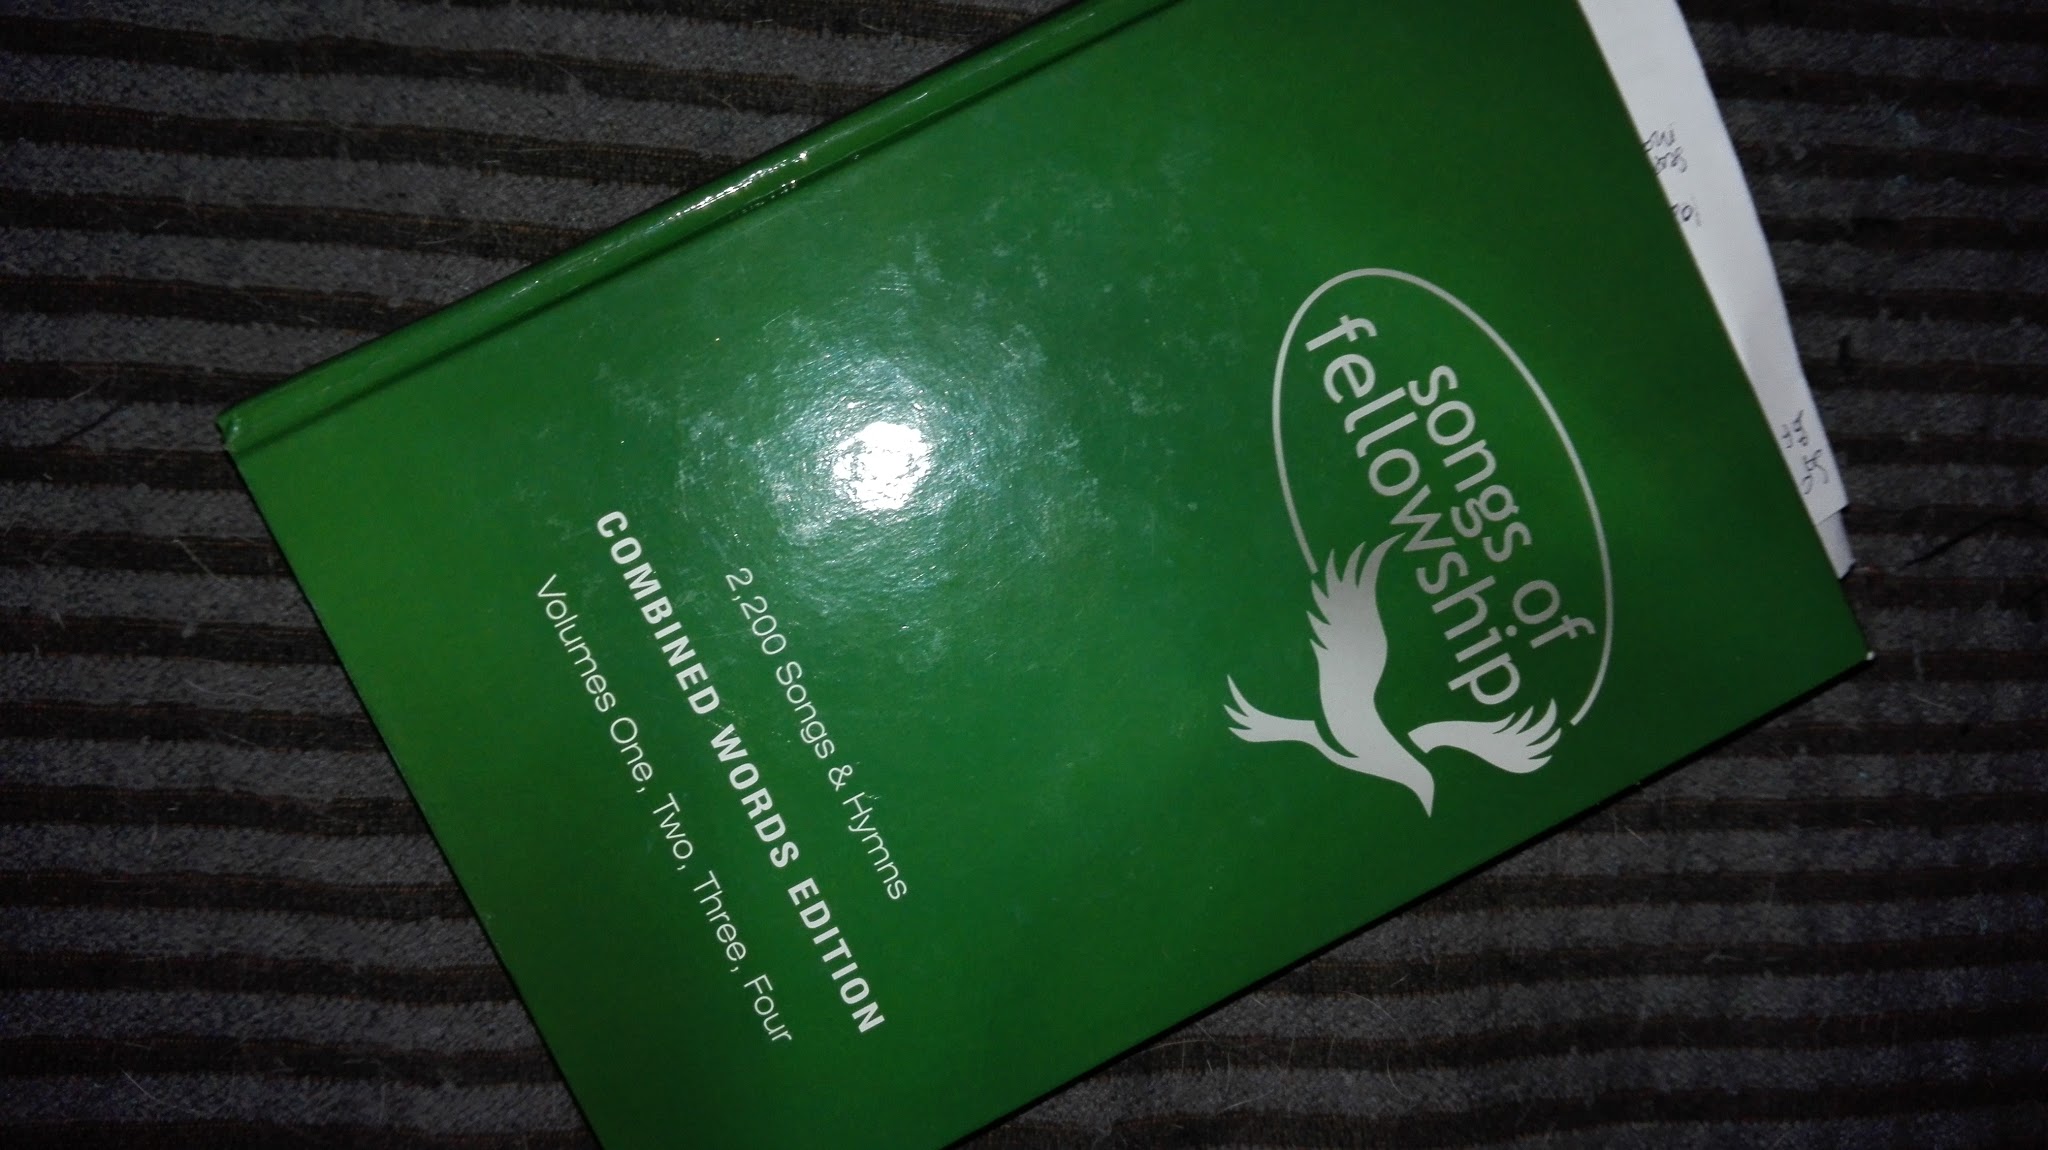 songs of
fellowship
2,200 Songs & Hymns
COMBINED WORDS EDITION
Volumes One, Two, Three, Four